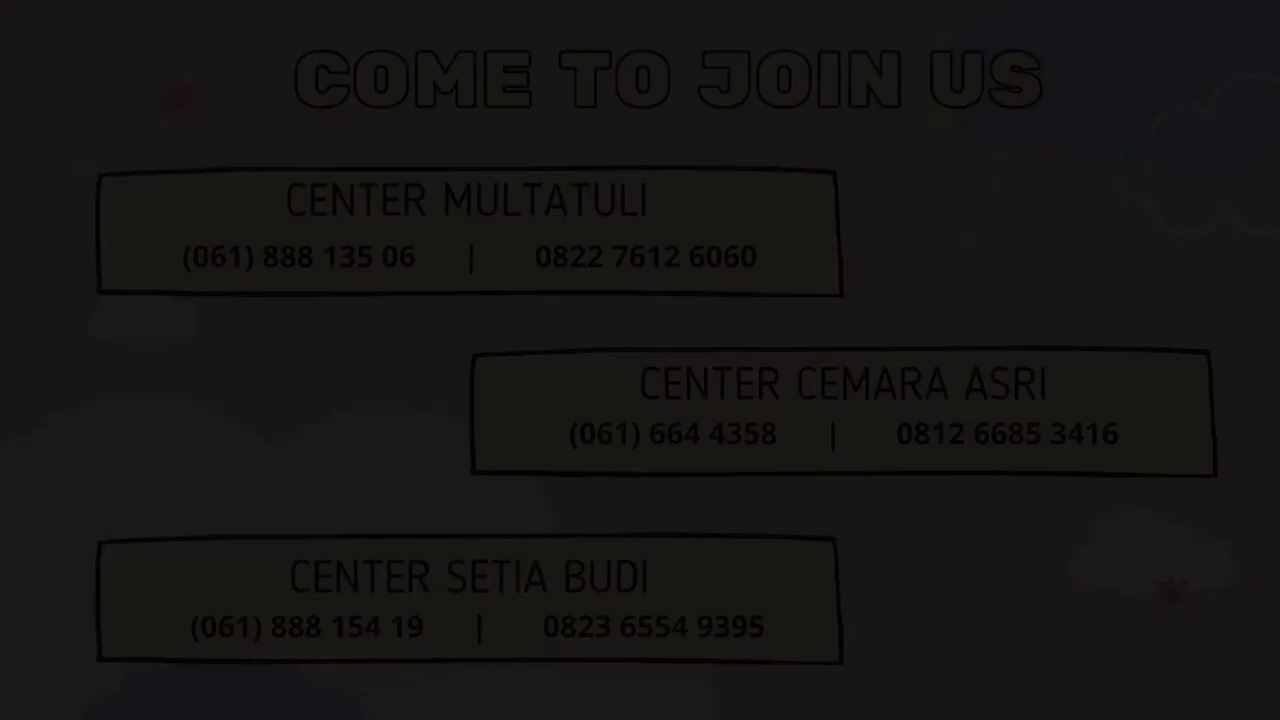 COME TO JOIN US
CENTER MULTATULI
(061) 888 135 06 | 0822 7612 6060
CENTER CEMARA ASRI
(061) 664 4358 | 0812 6685 3416
CENTER SETIA BUDI
(061) 888 154 19 | 0823 6554 9395